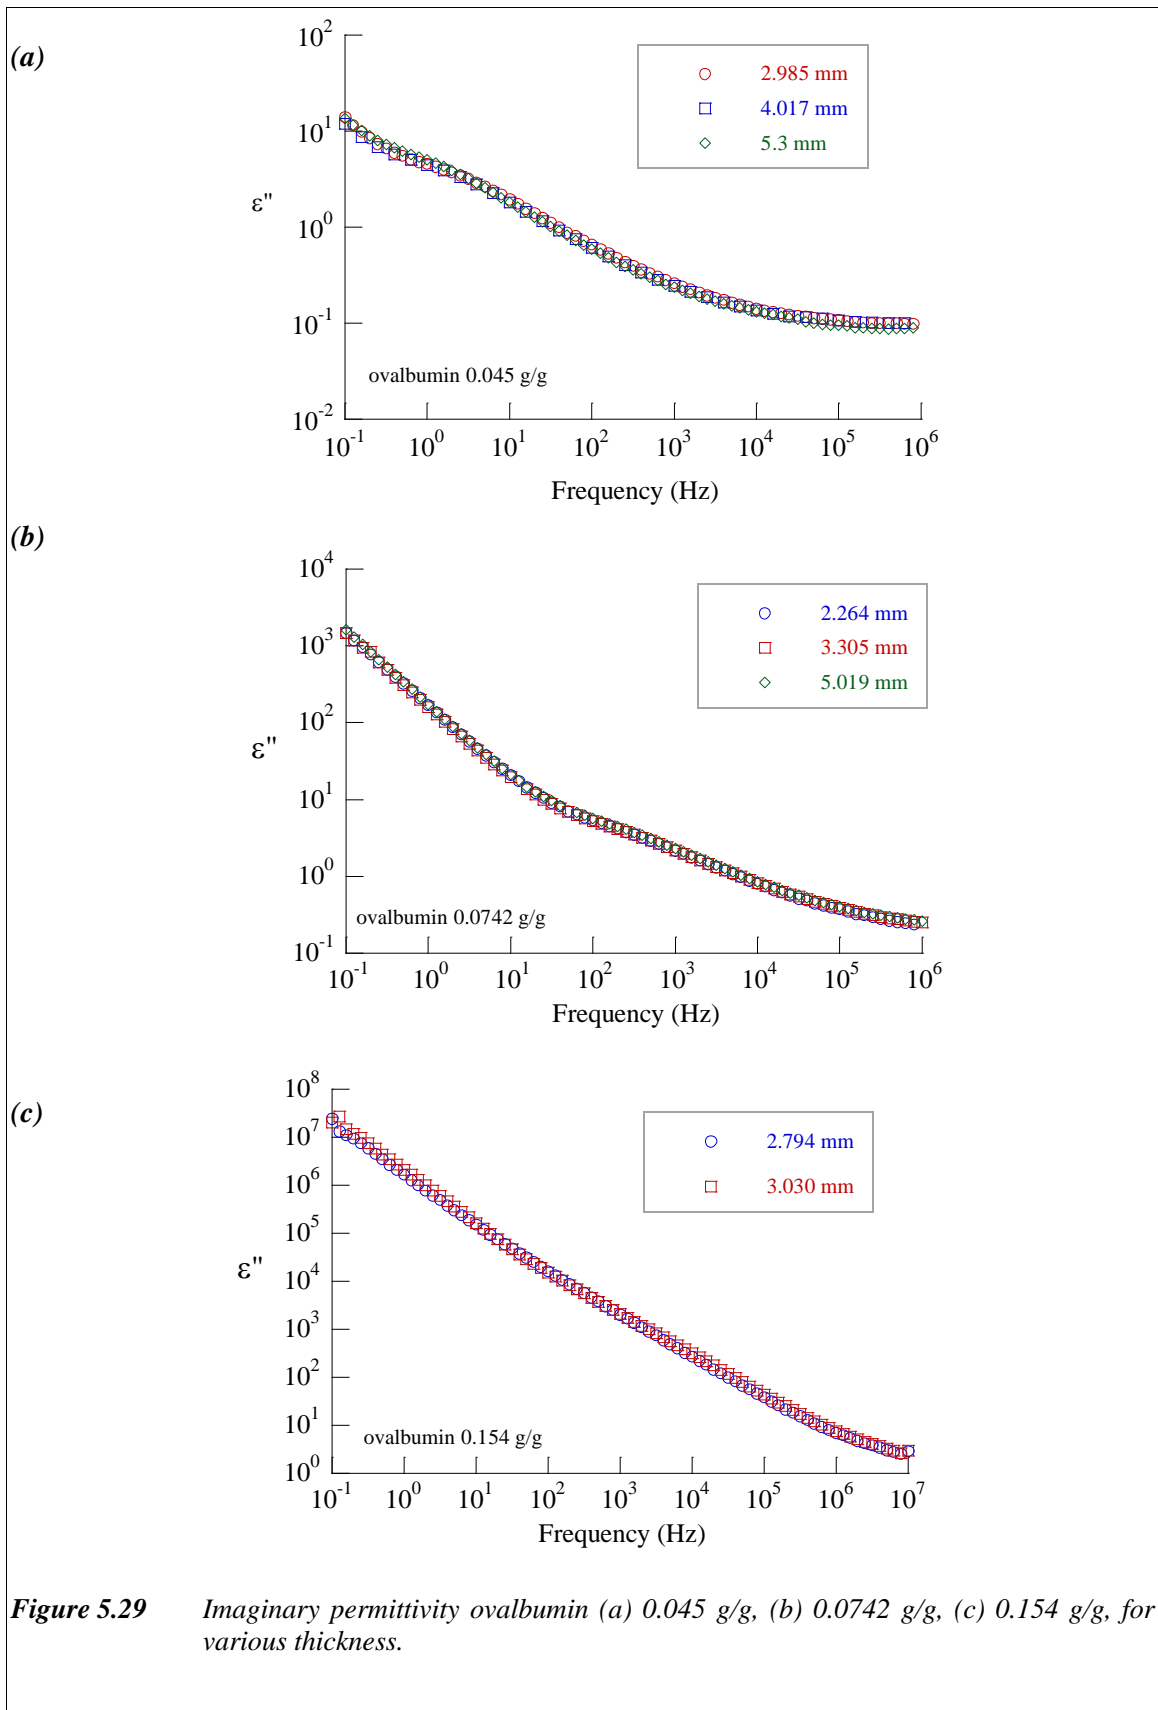 (a)
10²
10¹
10⁰
10⁻¹
10⁻²
ε"
2.985 mm
4.017 mm
5.3 mm
ovalbumin 0.045 g/g
10⁻¹ 10⁰ 10¹ 10² 10³ 10⁴ 10⁵ 10⁶
Frequency (Hz)
(b)
10⁴
10³
10²
10¹
10⁰
10⁻¹
ε"
2.264 mm
3.305 mm
5.019 mm
ovalbumin 0.0742 g/g
10⁻¹ 10⁰ 10¹ 10² 10³ 10⁴ 10⁵ 10⁶
Frequency (Hz)
(c)
10⁸
10⁷
10⁶
10⁵
10⁴
10³
10²
10¹
10⁰
ε"
2.794 mm
3.030 mm
ovalbumin 0.154 g/g
10⁻¹ 10⁰ 10¹ 10² 10³ 10⁴ 10⁵ 10⁶ 10⁷
Frequency (Hz)
Figure 5.29 Imaginary permittivity ovalbumin (a) 0.045 g/g, (b) 0.0742 g/g, (c) 0.154 g/g, for
various thickness.